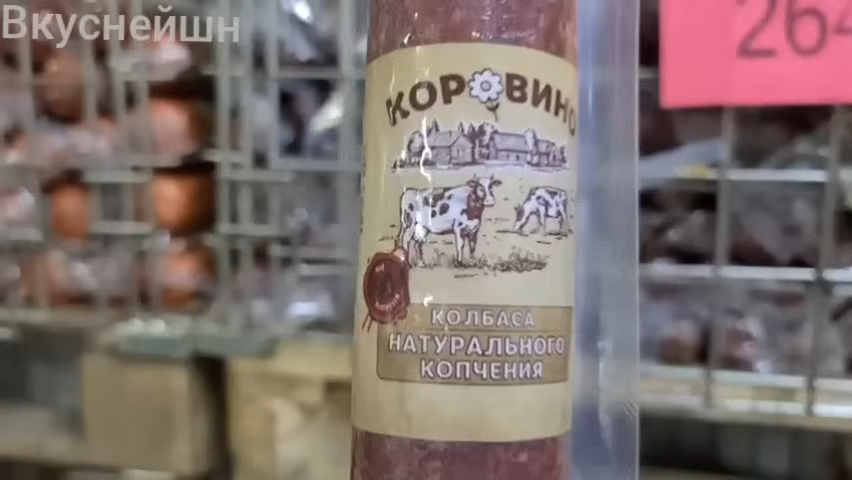 Вкуснейшн
264
КОРОВИНО
КОЛБАСА
НАТУРАЛЬНОГО
КОПЧЕНИЯ